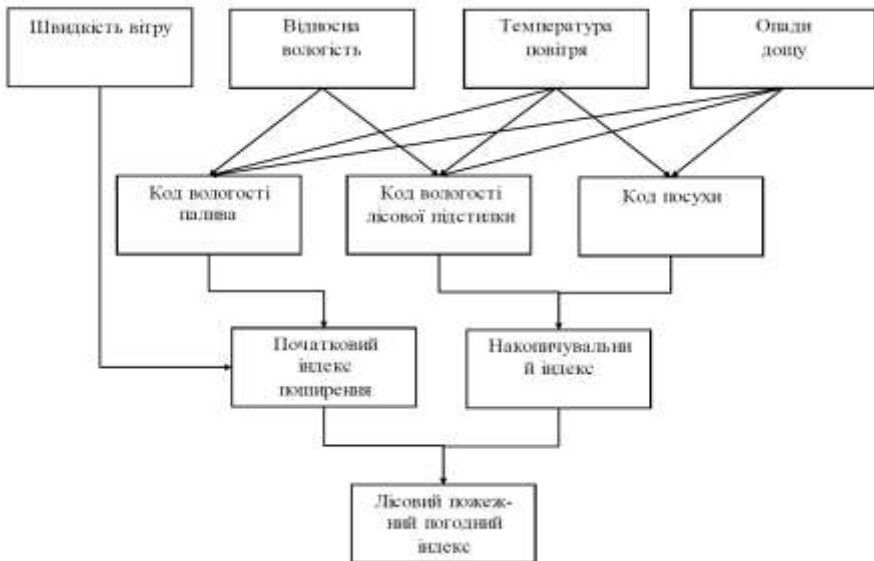 Швидкість вітру
Відносна
вологість
Температура
повітря
Опади
дощу
Код вологості
палива
Код вологості
лісової підстилки
Код посухи
Початковий
індекс
поширення
Накопичувальни
й індекс
Лісовий пожеж-
ний погодний
індекс